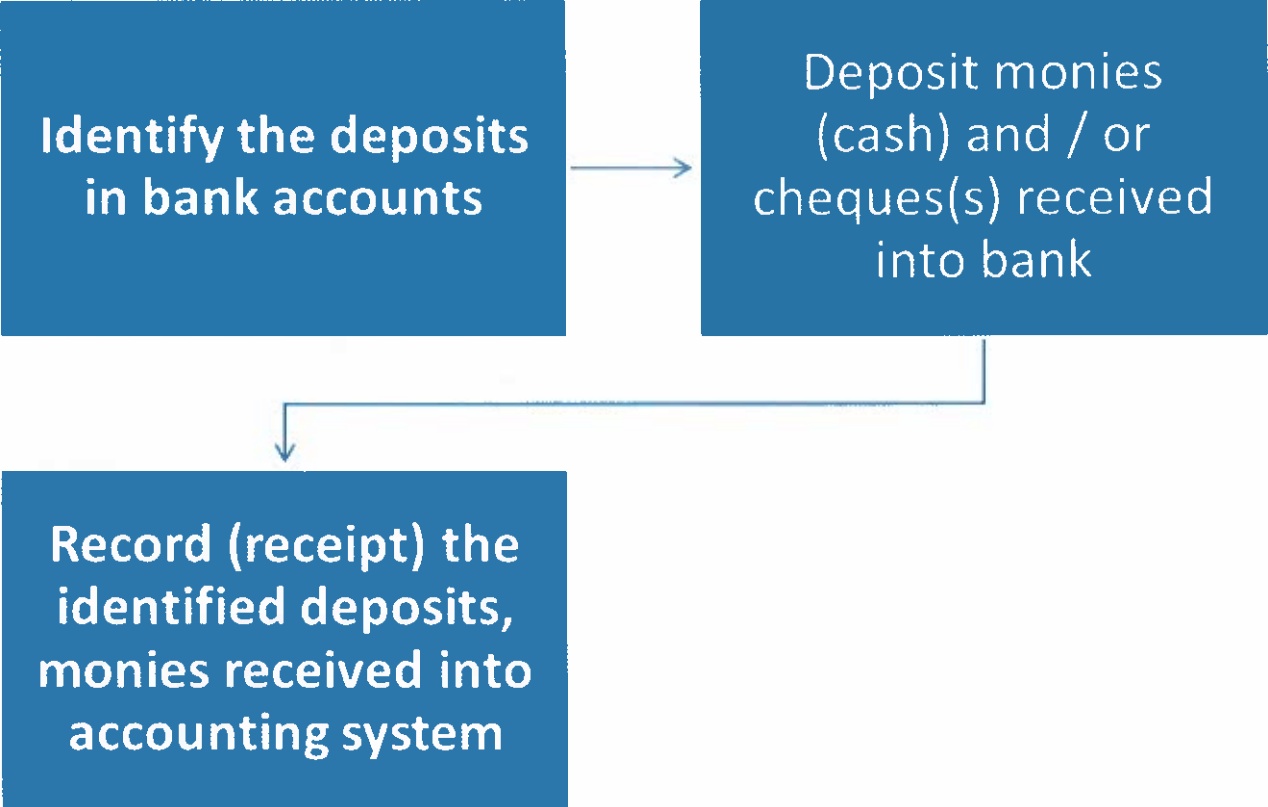 Identify the deposits
in bank accounts
Deposit monies
(cash) and / or
cheques(s) received
into bank
Record (receipt) the
identified deposits,
monies received into
accounting system